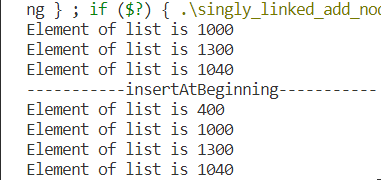 ng } ; if ($?) { .\singly_linked_add_nod
Element of list is 1000
Element of list is 1300
Element of list is 1040
-----------insertAtBeginning-----------
Element of list is 400
Element of list is 1000
Element of list is 1300
Element of list is 1040